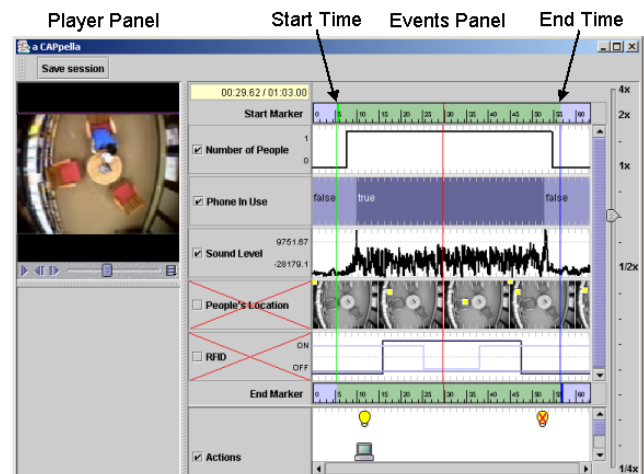 Player Panel
Start Time
Events Panel
End Time
a CAPpella
Save session
00:29.62 / 01:03.00
Start Marker
0 5 10 15 20 25 30 35 40 45 50 55 60
Number of People
1
0
Phone In Use
false
true
false
Sound Level
9751.67
-28179.1
People's Location
RFID
ON
OFF
End Marker
0 5 10 15 20 25 30 35 40 45 50 55 60
Actions
4x
2x
1x
1/2x
1/4x